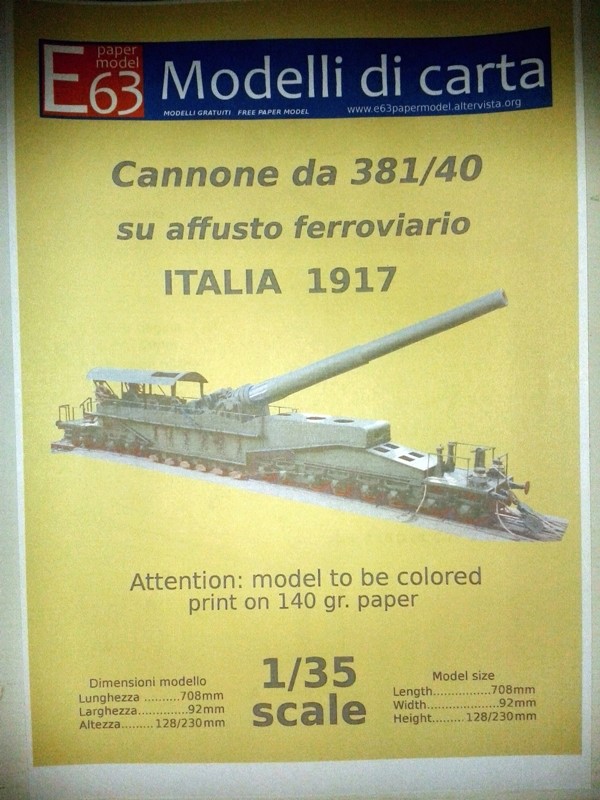 E63 paper model
Modelli di carta
MODELLI GRATUITI FREE PAPER MODEL
www.e63papermodel.altervista.org
Cannone da 381/40
su affusto ferroviario
ITALIA 1917
Attention: model to be colored
print on 140 gr. paper
1/35
scale
Dimensioni modello
Lunghezza ..........708mm
Larghezza..............92mm
Altezza.........128/230mm
Model size
Length................708mm
Width....................92mm
Height.........128/230mm